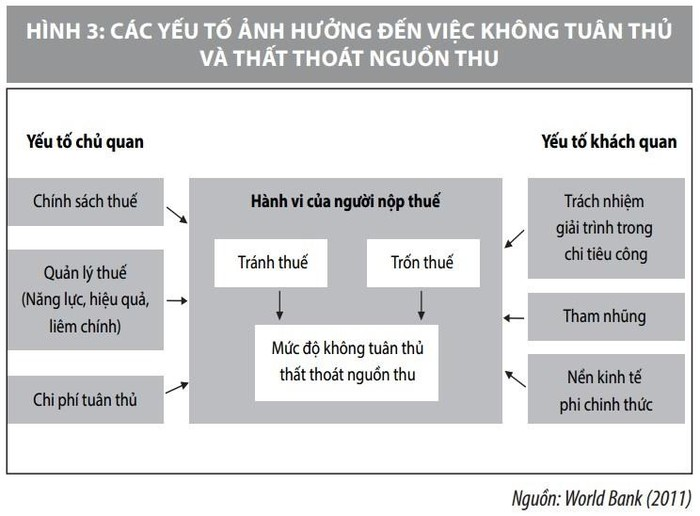 HÌNH 3: CÁC YẾU TỐ ẢNH HƯỞNG ĐẾN VIỆC KHÔNG TUÂN THỦ
VÀ THẤT THOÁT NGUỒN THU
Yếu tố chủ quan
Yếu tố khách quan
Chính sách thuế
Quản lý thuế
(Năng lực, hiệu quả,
liêm chính)
Chi phí tuân thủ
Hành vi của người nộp thuế
Tránh thuế
Trốn thuế
Mức độ không tuân thủ
thất thoát nguồn thu
Trách nhiệm
giải trình trong
chi tiêu công
Tham nhũng
Nền kinh tế
phi chinh thức
Nguồn: World Bank (2011)